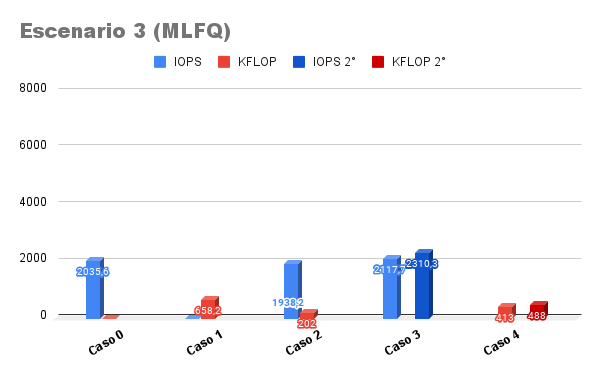 Escenario 3 (MLFQ)
IOPS KFLOP IOPS 2° KFLOP 2°
8000
6000
4000
2000
0
2035,6
658,2
1938,2
202
2117,7
2310,3
413
488
Caso 0
Caso 1
Caso 2
Caso 3
Caso 4